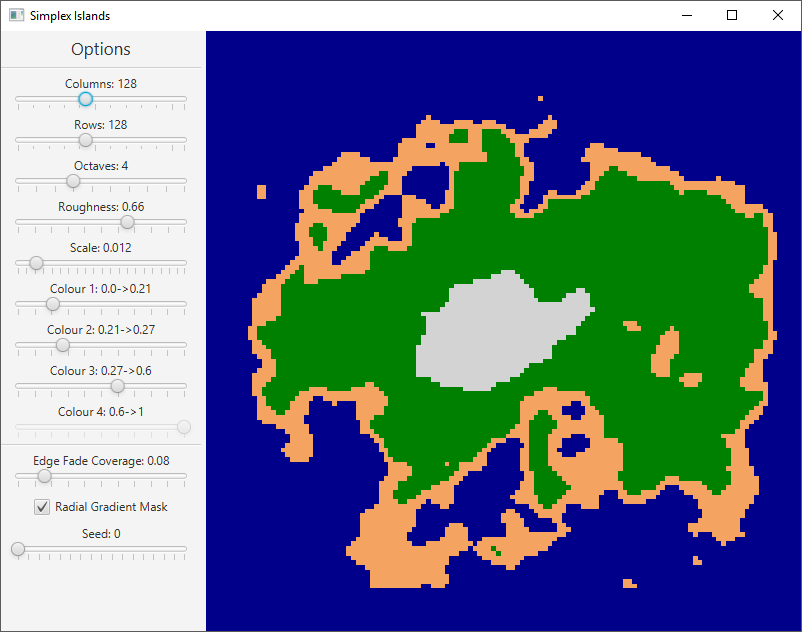 Simplex Islands
Options
Columns: 128
Rows: 128
Octaves: 4
Roughness: 0.66
Scale: 0.012
Colour 1: 0.0->0.21
Colour 2: 0.21->0.27
Colour 3: 0.27->0.6
Colour 4: 0.6->1
Edge Fade Coverage: 0.08
Radial Gradient Mask
Seed: 0